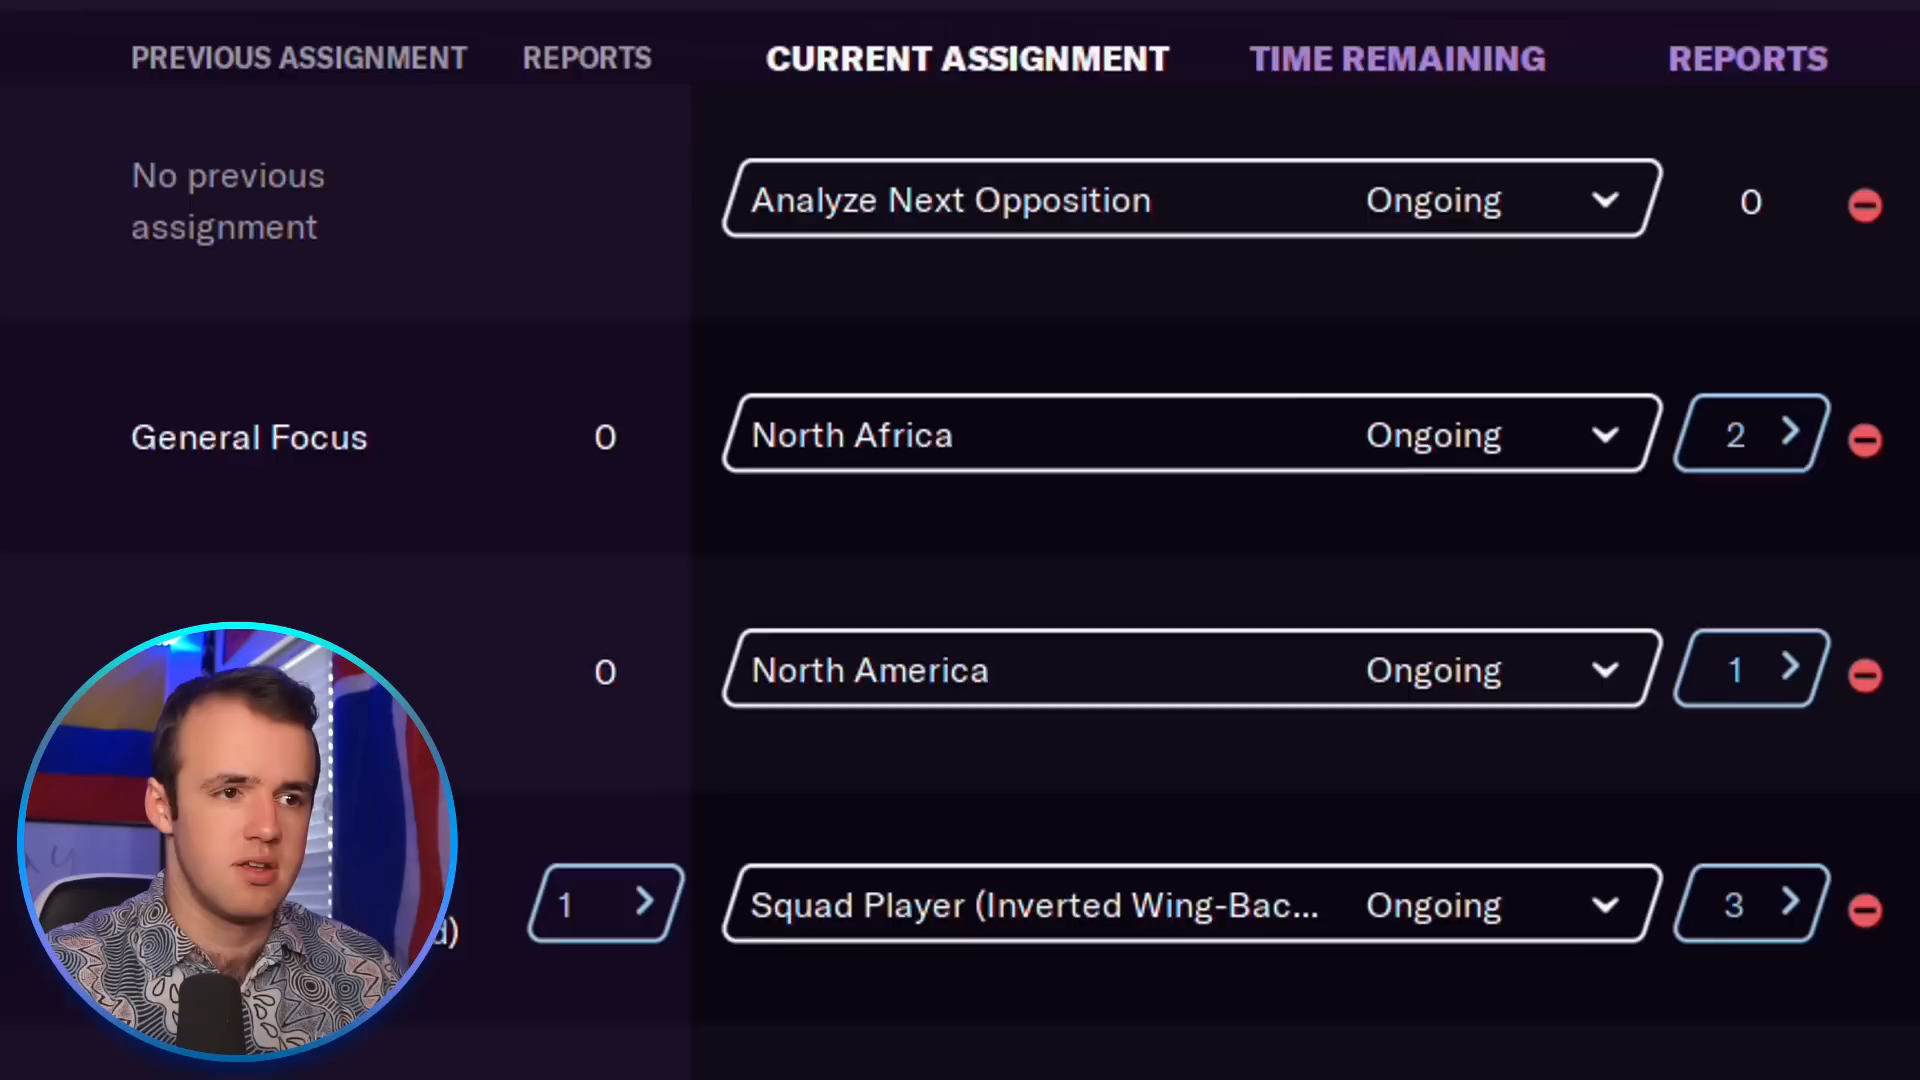 PREVIOUS ASSIGNMENT REPORTS CURRENT ASSIGNMENT TIME REMAINING REPORTS
No previous
assignment
Analyze Next Opposition Ongoing 0
General Focus 0 North Africa Ongoing 2
0 North America Ongoing 1
1 Squad Player (Inverted Wing-Bac... Ongoing 3